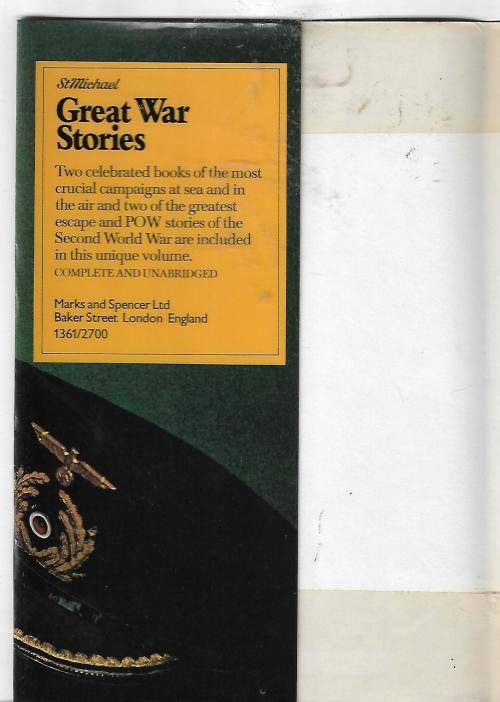 St Michael
Great War
Stories
Two celebrated books of the most
crucial campaigns at sea and in
the air and two of the greatest
escape and POW stories of the
Second World War are included
in this unique volume.
COMPLETE AND UNABRIDGED
Marks and Spencer Ltd
Baker Street London England
1361/2700